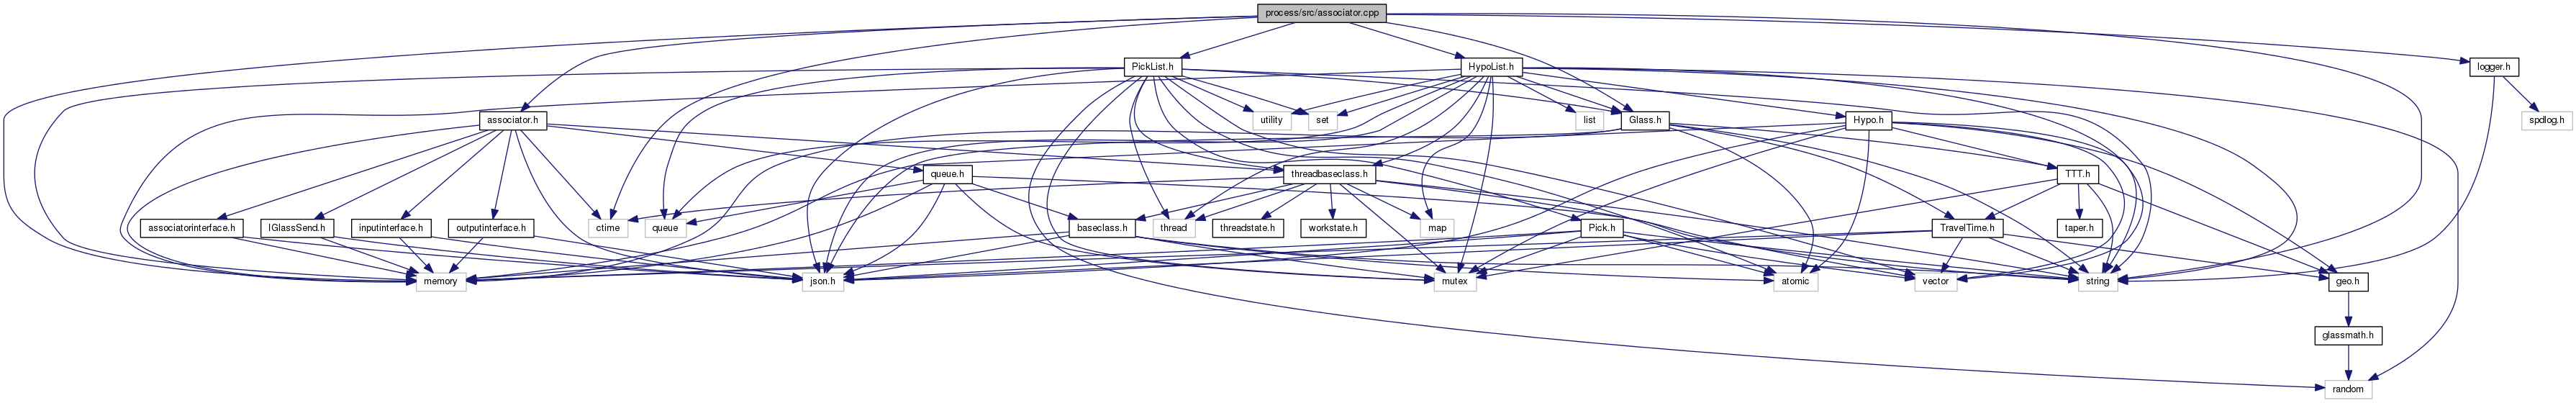 process/src/associator.cpp
PickList.h
HypoList.h
logger.h
associator.h
utility
set
list
Glass.h
Hypo.h
spdlog.h
queue.h
threadbaseclass.h
TTT.h
associatorinterface.h
IGlassSend.h
inputinterface.h
outputinterface.h
ctime
queue
baseclass.h
thread
threadstate.h
workstate.h
map
Pick.h
TravelTime.h
taper.h
memory
json.h
mutex
atomic
vector
string
geo.h
glassmath.h
random